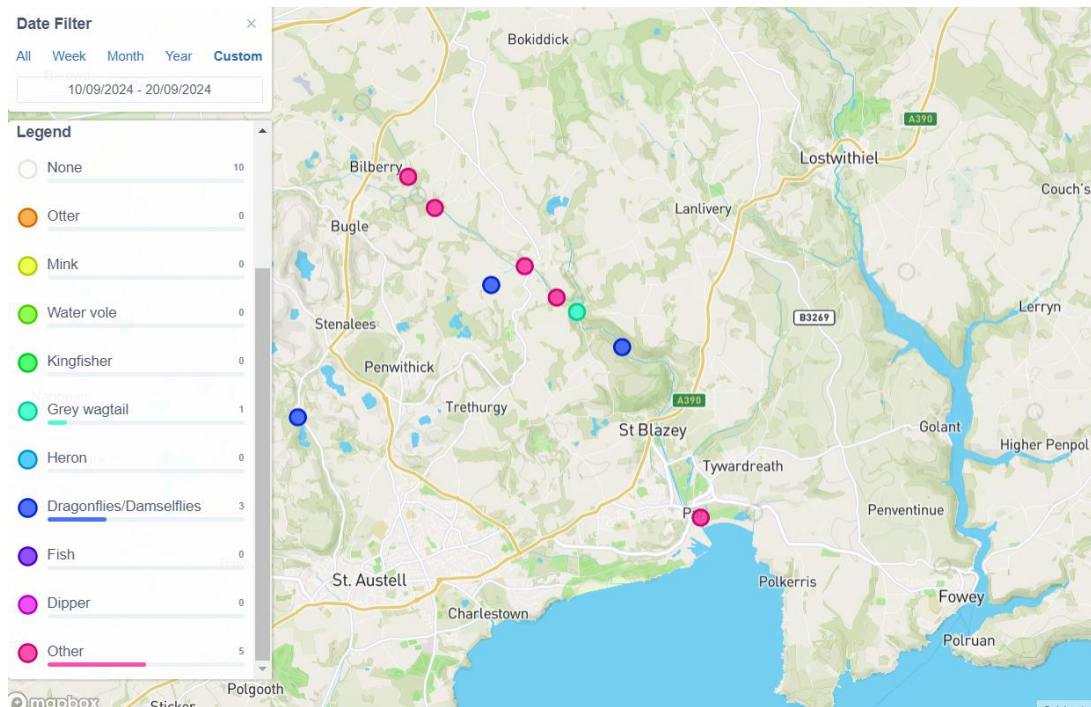 Date Filter ×
All Week Month Year Custom
10/09/2024 - 20/09/2024
Legend
None 10
Otter 0
Mink 0
Water vole 0
Kingfisher 0
Grey wagtail 1
Heron 0
Dragonflies/Damselflies 3
Fish 0
Dipper 0
Other 5
mapbox
Bokiddick
A390
Lostwithiel
Bilberry
Couch's
Lanlivery
Bugle
Lerryn
B3269
Stenalees
Penwithick
A390
Trethurgy
St Blazey
Golant
Higher Penpol
Tywardreath
P
Penventinue
St. Austell
Polkerris
Fowey
Charlestown
Polruan
Polgooth
Sticker